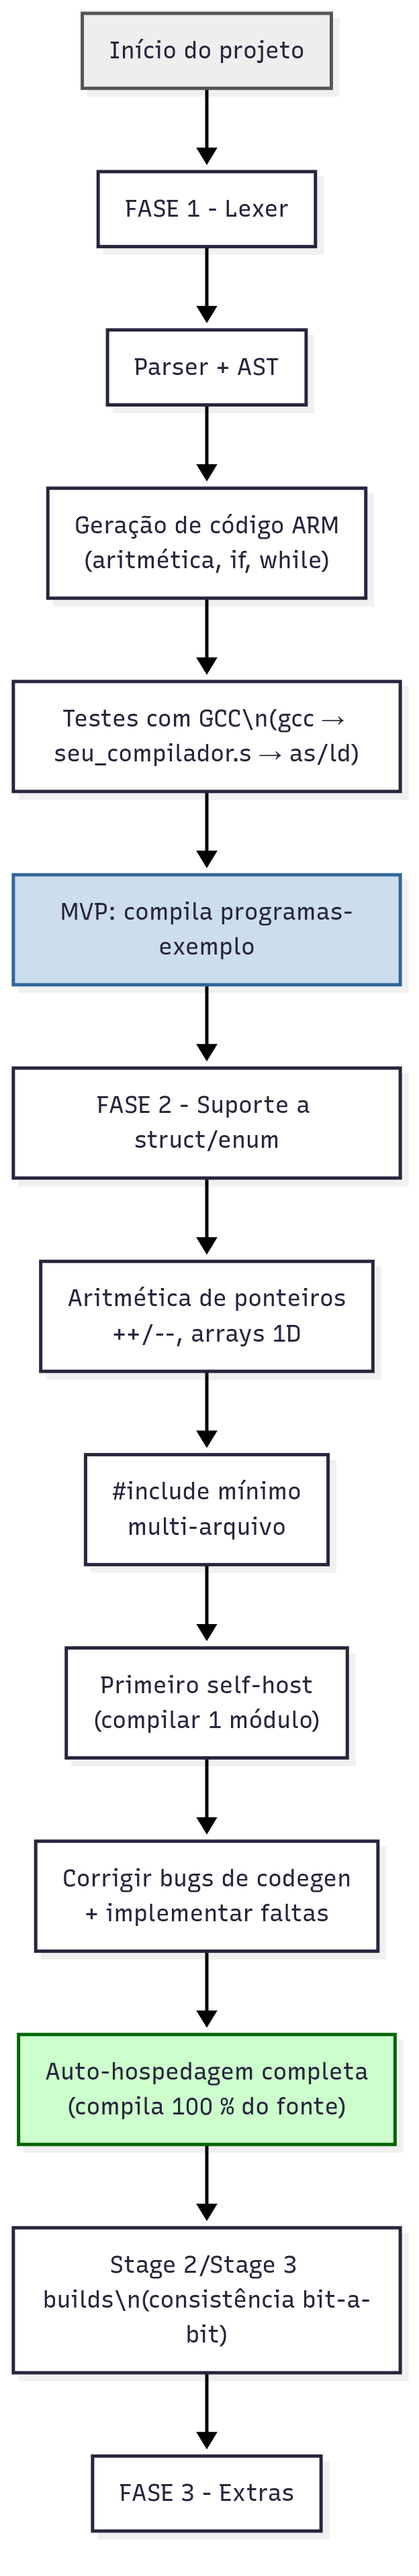 Início do projeto
FASE 1 - Lexer
Parser + AST
Geração de código ARM
(aritmética, if, while)
Testes com GCC\n(gcc →
seu_compilador.s → as/ld)
MVP: compila programas-
exemplo
FASE 2 - Suporte a
struct/enum
Aritmética de ponteiros
++/--, arrays 1D
#include mínimo
multi-arquivo
Primeiro self-host
(compilar 1 módulo)
Corrigir bugs de codegen
+ implementar faltas
Auto-hospedagem completa
(compila 100 % do fonte)
Stage 2/Stage 3
builds\n(consistência bit-a-
bit)
FASE 3 - Extras